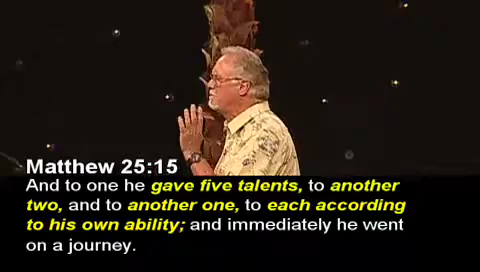 Matthew 25:15
And to one he gave five talents, to another
two, and to another one, to each according
to his own ability; and immediately he went
on a journey.